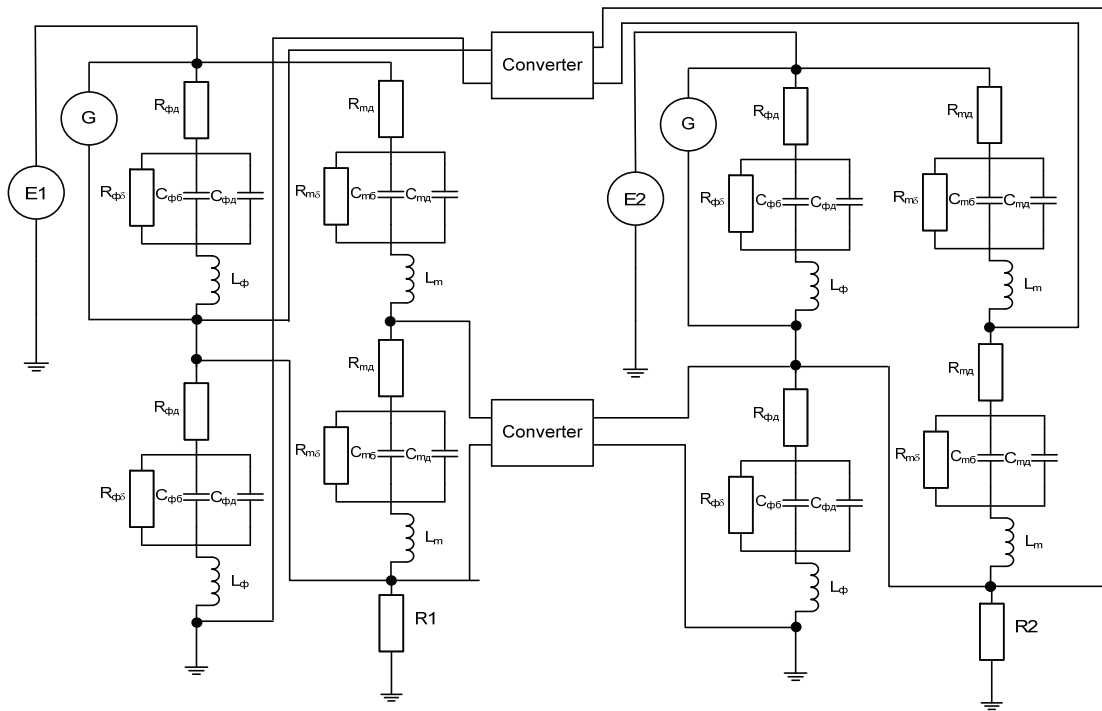 Converter
E1
G
Rфд
Rmд
Rфδ
Cфб
Cфд
Rmδ
Cmб
Cmд
Lф
Lm
E2
G
Rфд
Rmд
Rфδ
Cфб
Cфд
Rmδ
Cmб
Cmд
Lф
Lm
Rфд
Rmд
Rфδ
Cфб
Cфд
Rmδ
Cmб
Cmд
Lф
Lm
R1
Converter
Rфд
Rmд
Rфδ
Cфб
Cфд
Rmδ
Cmб
Cmд
Lф
Lm
R2